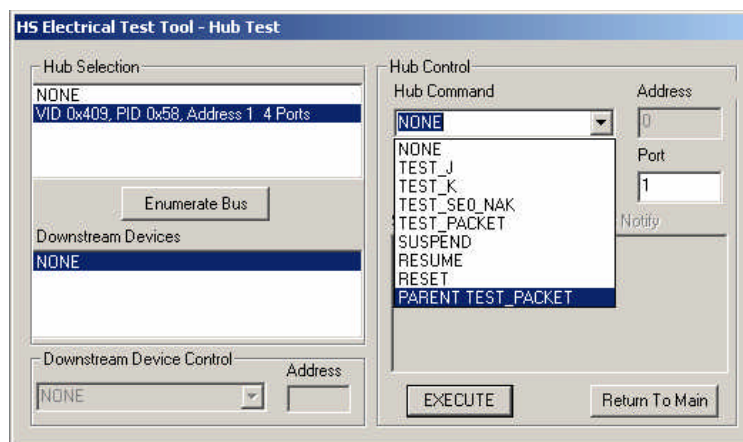 HS Electrical Test Tool - Hub Test
Hub Selection
NONE
VID 0x409, PID 0x58, Address 1 4 Ports
Enumerate Bus
Downstream Devices
NONE
Downstream Device Control
NONE
Address
Hub Control
Hub Command
NONE
Address
0
Port
1
NONE
TEST_J
TEST_K
TEST_SE0_NAK
TEST_PACKET
SUSPEND
RESUME
RESET
PARENT TEST_PACKET
Notify
EXECUTE
Return To Main